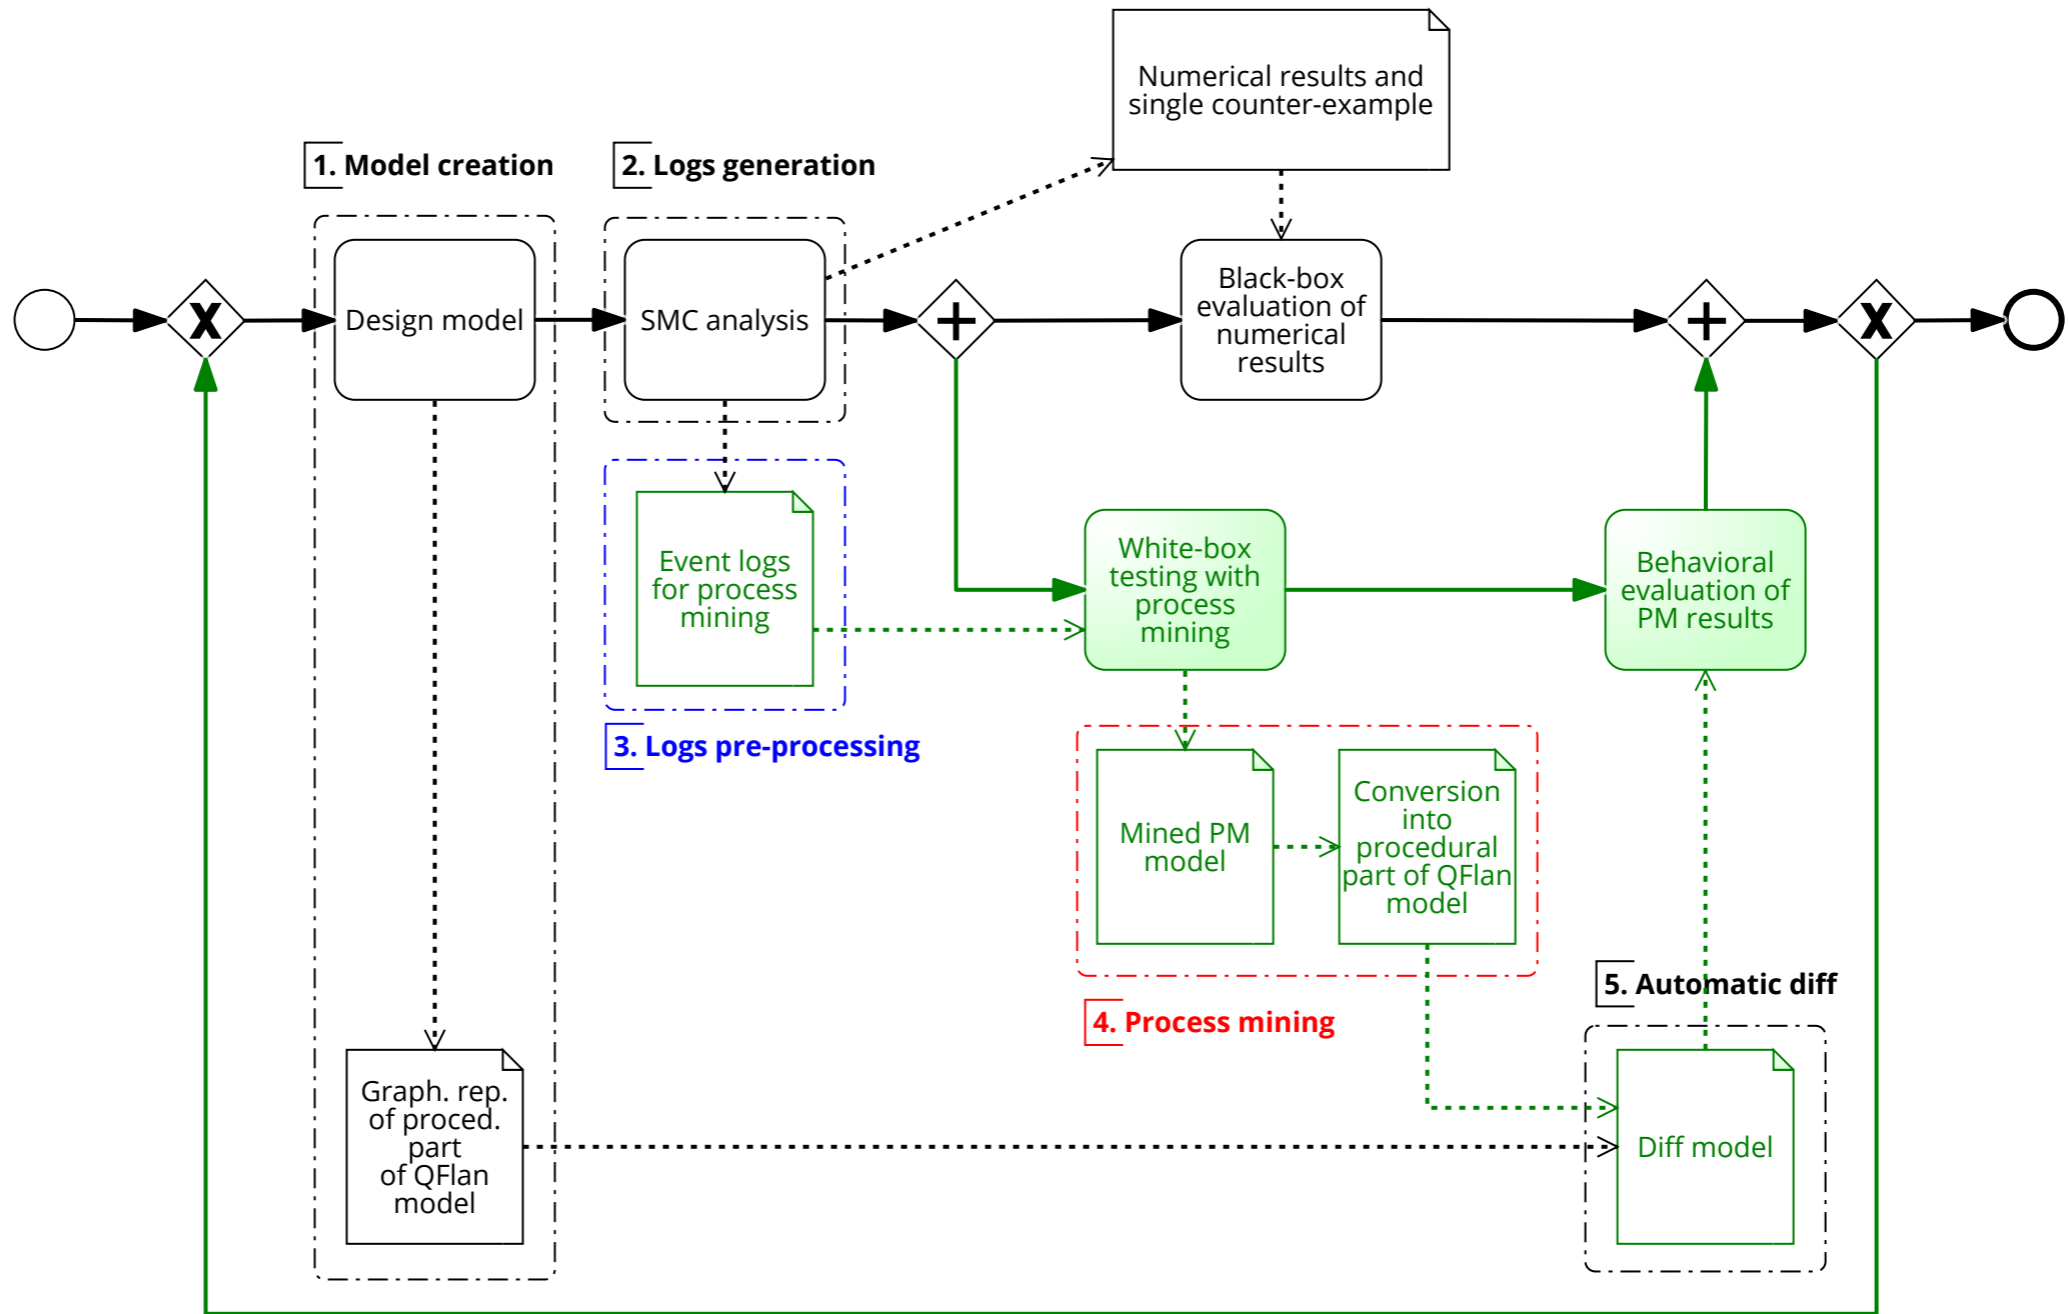 Numerical results and
single counter-example
1. Model creation
2. Logs generation
X
Design model
SMC analysis
+
Black-box
evaluation of
numerical
results
+
X
Event logs
for process
mining
White-box
testing with
process
mining
Behavioral
evaluation of
PM results
3. Logs pre-processing
Mined PM
model
Conversion
into
procedural
part of QFlan
model
4. Process mining
5. Automatic diff
Graph. rep.
of proced.
part
of QFlan
model
Diff model